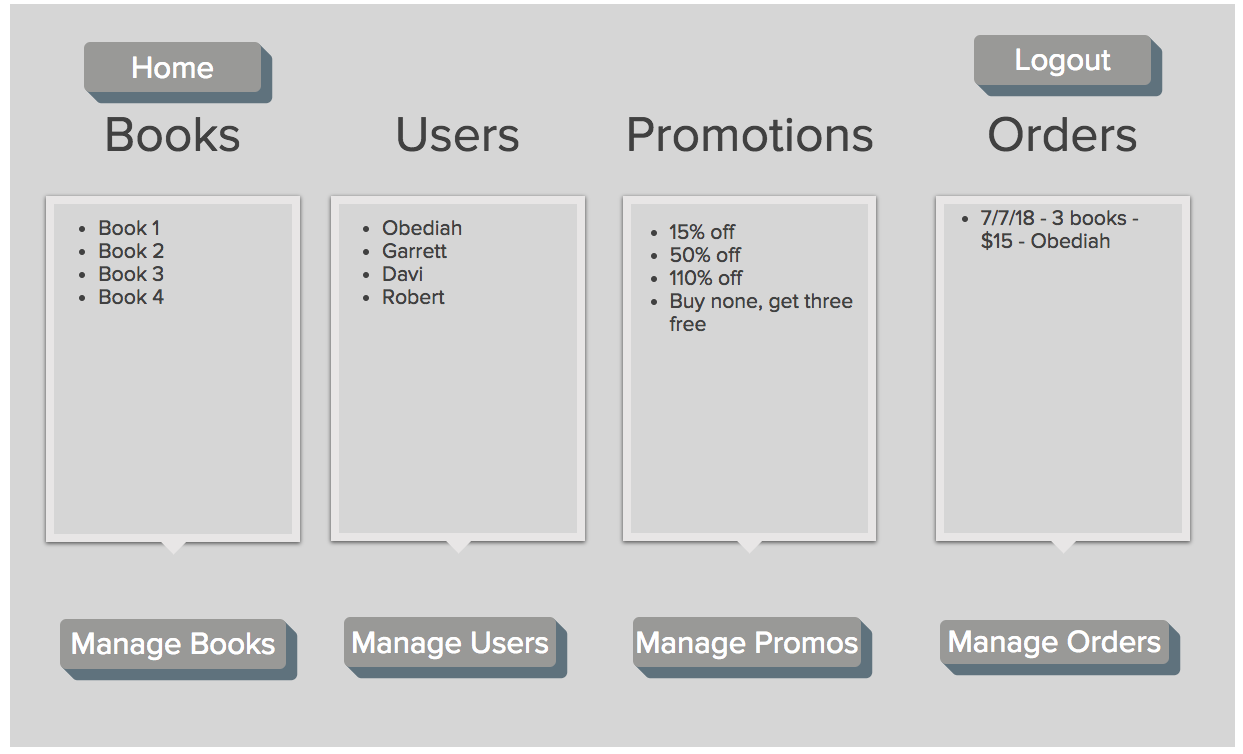 Home
Logout
Books
Users
Promotions
Orders
• Book 1
• Book 2
• Book 3
• Book 4
• Obediah
• Garrett
• Davi
• Robert
• 15% off
• 50% off
• 110% off
• Buy none, get three
free
• 7/7/18 - 3 books -
$15 - Obediah
Manage Books
Manage Users
Manage Promos
Manage Orders